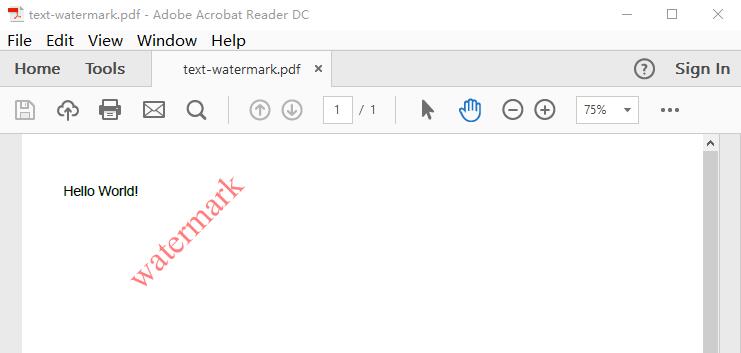 text-watermark.pdf - Adobe Acrobat Reader DC
File Edit View Window Help
Home Tools text-watermark.pdf × Sign In
1 / 1 75%
Hello World!
watermark